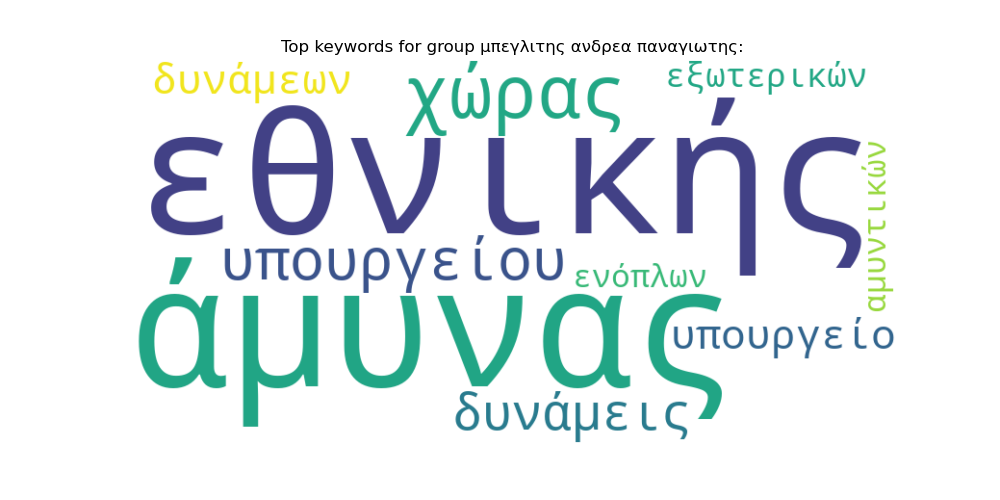 Top keywords for group μπεγλιτης ανδρεα παναγιωτης:
δυνάμεων
χώρας
εξωτερικών
εθνικής
αμυντικών
υπουργείου
ενόπλων
άμυνας
υπουργείο
δυνάμεις